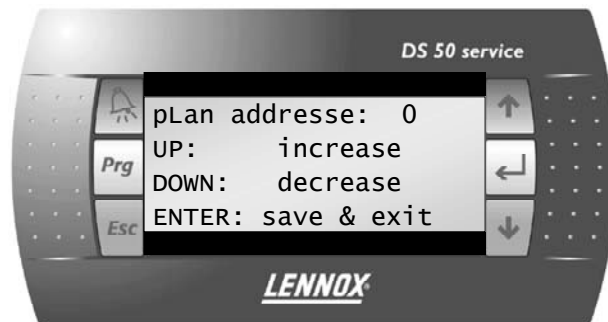 DS 50 service
pLan addresse: 0
UP: increase
Prg
DOWN: decrease
Esc
ENTER: save & exit
LENNOX